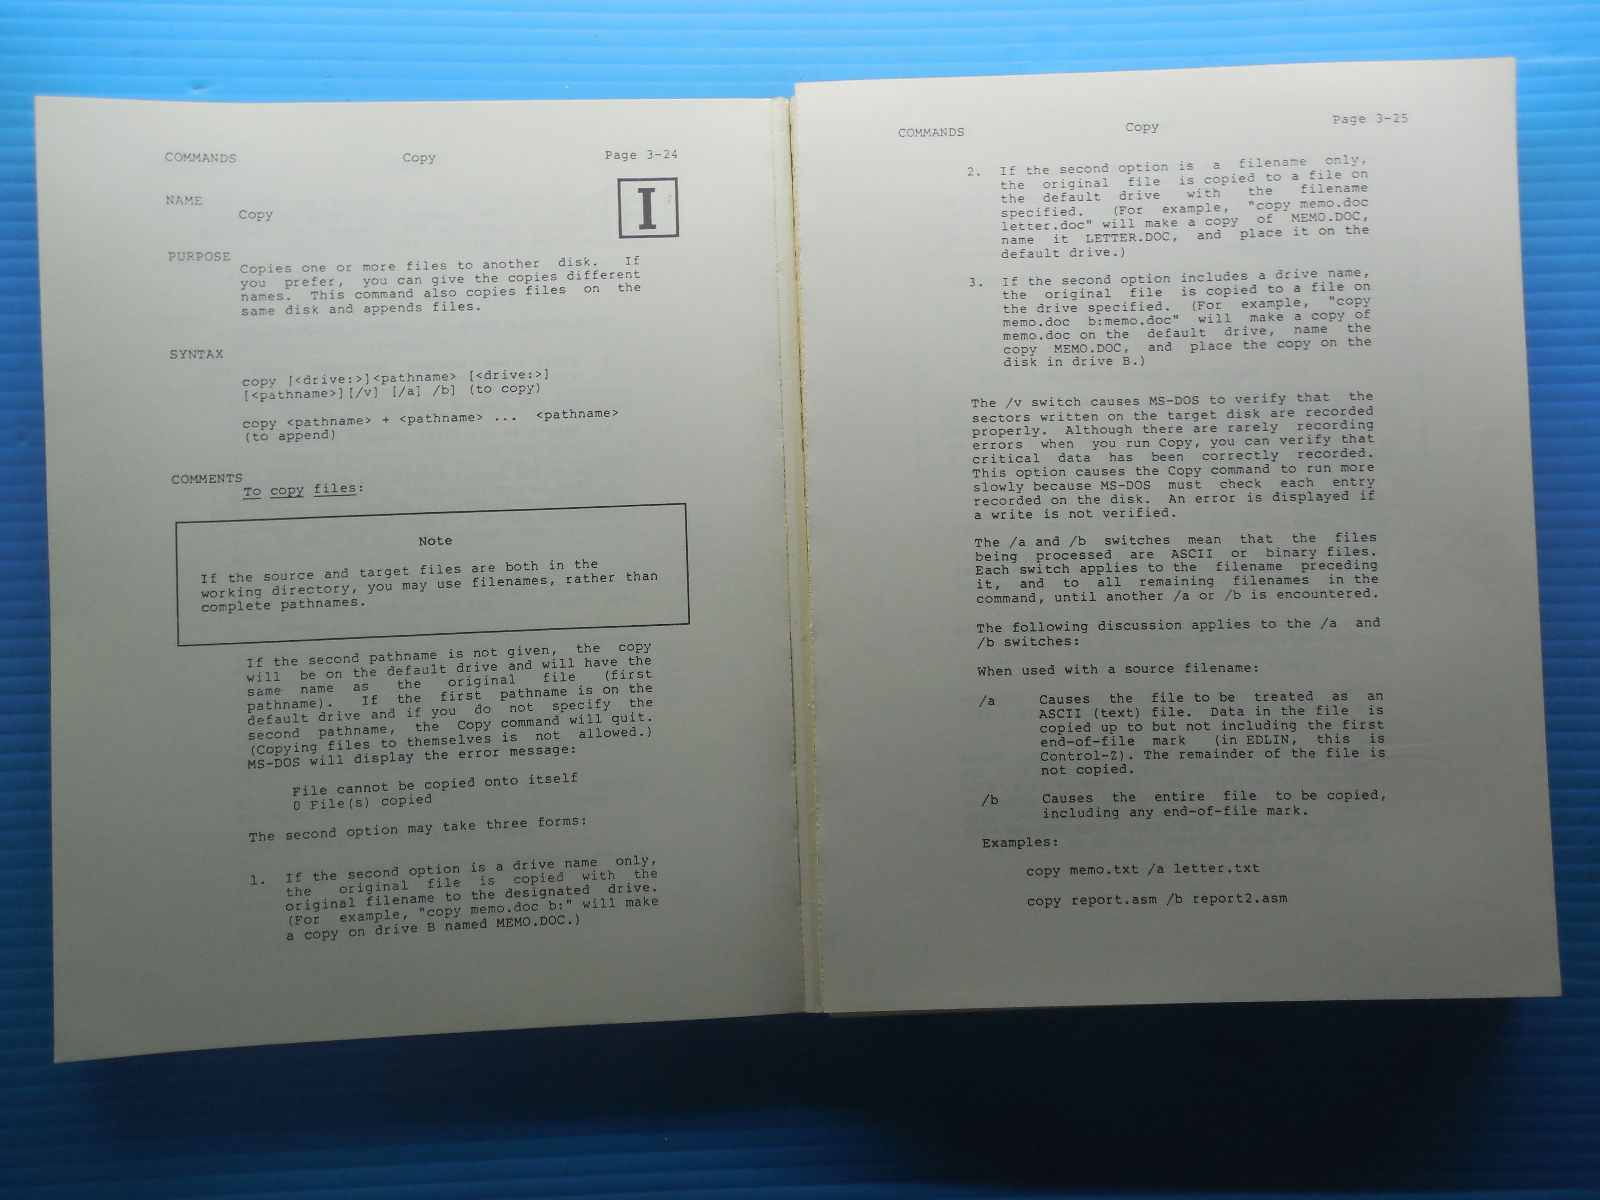 COMMANDS Copy Page 3-24
I
NAME
Copy
PURPOSE
Copies one or more files to another disk. If
you prefer, you can give the copies different
names. This command also copies files on the
same disk and appends files.
SYNTAX
copy [<drive:>]<pathname> [<drive:>]
[<pathname>][/v] [/a] /b] (to copy)
copy <pathname> + <pathname> ... <pathname>
(to append)
COMMENTS
To copy files:
Note
If the source and target files are both in the
working directory, you may use filenames, rather than
complete pathnames.
If the second pathname is not given, the copy
will be on the default drive and will have the
same name as the original file (first
pathname). If the first pathname is on the
default drive and if you do not specify the
second pathname, the Copy command will quit.
(Copying files to themselves is not allowed.)
MS-DOS will display the error message:
File cannot be copied onto itself
0 File(s) copied
The second option may take three forms:
1. If the second option is a drive name only,
the original file is copied with the
original filename to the designated drive.
(For example, "copy memo.doc b:" will make
a copy on drive B named MEMO.DOC.)
COMMANDS Copy Page 3-25
2. If the second option is a filename only,
the original file is copied to a file on
the default drive with the filename
specified. (For example, "copy memo.doc
letter.doc" will make a copy of MEMO.DOC,
name it LETTER.DOC, and place it on the
default drive.)
3. If the second option includes a drive name,
the original file is copied to a file on
the drive specified. (For example, "copy
memo.doc b:memo.doc" will make a copy of
memo.doc on the default drive, name the
copy MEMO.DOC, and place the copy on the
disk in drive B.)
The /v switch causes MS-DOS to verify that the
sectors written on the target disk are recorded
properly. Although there are rarely recording
errors when you run Copy, you can verify that
critical data has been correctly recorded.
This option causes the Copy command to run more
slowly because MS-DOS must check each entry
recorded on the disk. An error is displayed if
a write is not verified.
The /a and /b switches mean that the files
being processed are ASCII or binary files.
Each switch applies to the filename preceding
it, and to all remaining filenames in the
command, until another /a or /b is encountered.
The following discussion applies to the /a and
/b switches:
When used with a source filename:
/a Causes the file to be treated as an
ASCII (text) file. Data in the file is
copied up to but not including the first
end-of-file mark (in EDLIN, this is
Control-Z). The remainder of the file is
not copied.
/b Causes the entire file to be copied,
including any end-of-file mark.
Examples:
copy memo.txt /a letter.txt
copy report.asm /b report2.asm